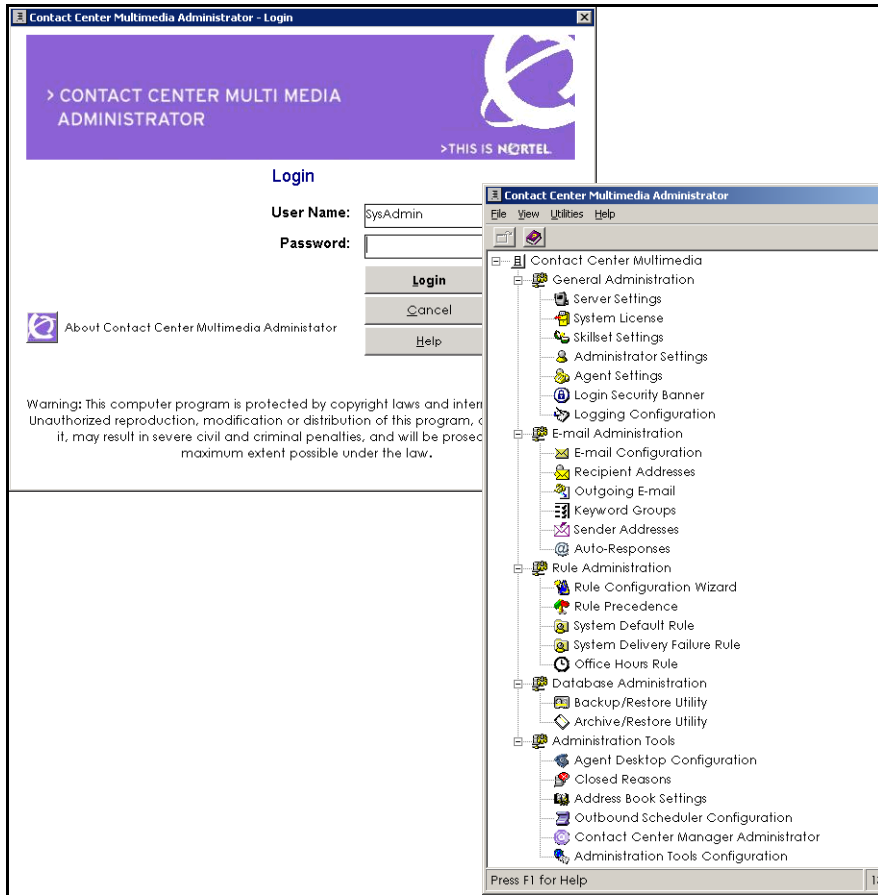 Contact Center Multimedia Administrator - Login
> CONTACT CENTER MULTI MEDIA
ADMINISTRATOR
>THIS IS NORTEL.
Login
User Name:
SysAdmin
Password:
Login
Cancel
Help
About Contact Center Multimedia Administator
Warning: This computer program is protected by copyright laws and
Unauthorized reproduction, modification or distribution of this program,
it, may result in severe civil and criminal penalties, and will be
maximum extent possible under the law.
Contact Center Multimedia Administrator
File View Utilities Help
Contact Center Multimedia
General Administration
Server Settings
System License
Skillset Settings
Administrator Settings
Agent Settings
Login Security Banner
Logging Configuration
E-mail Administration
E-mail Configuration
Recipient Addresses
Outgoing E-mail
Keyword Groups
Sender Addresses
Auto-Responses
Rule Administration
Rule Configuration Wizard
Rule Precedence
System Default Rule
System Delivery Failure Rule
Office Hours Rule
Database Administration
Backup/Restore Utility
Archive/Restore Utility
Administration Tools
Agent Desktop Configuration
Closed Reasons
Address Book Settings
Outbound Scheduler Configuration
Contact Center Manager Administrator
Administration Tools Configuration
Press F1 for Help